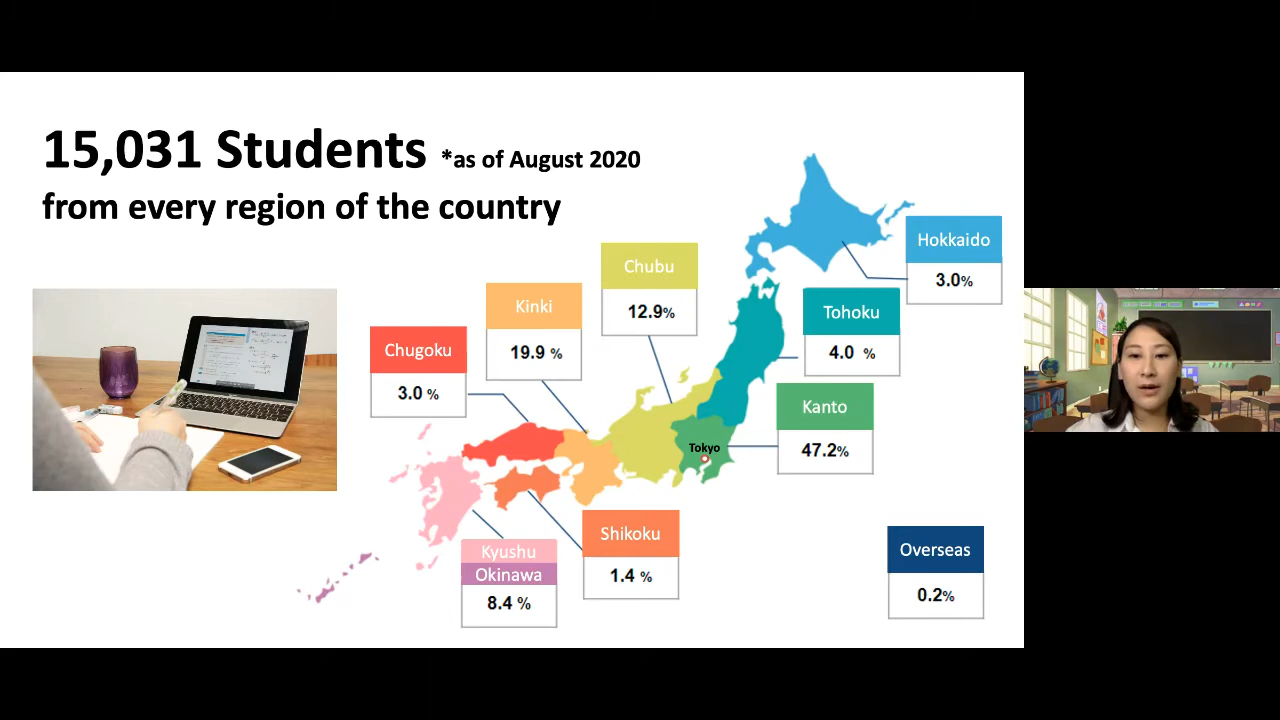 15,031 Students *as of August 2020
from every region of the country
Hokkaido
3.0%
Chubu
12.9%
Kinki
19.9 %
Tohoku
4.0 %
Chugoku
3.0 %
Kanto
47.2%
Tokyo
Shikoku
1.4 %
Kyushu
Okinawa
8.4 %
Overseas
0.2%